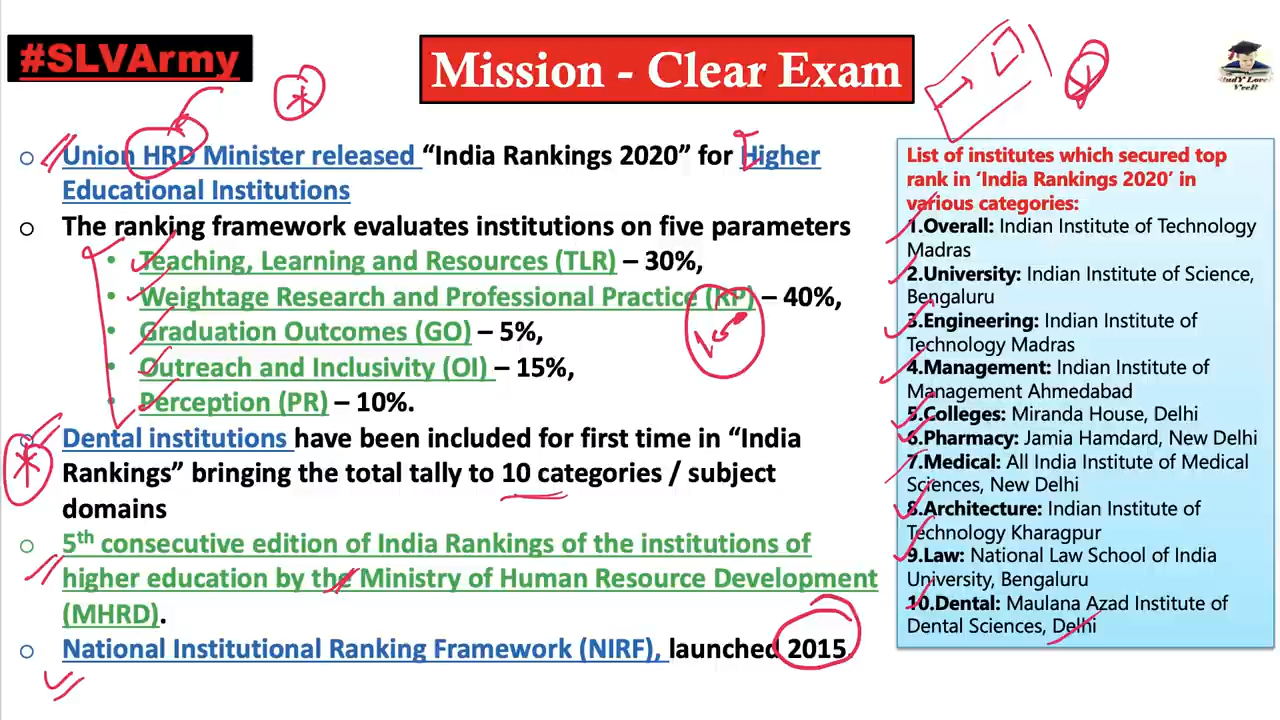 #SLVArmy
Mission - Clear Exam
StudY Lover
VeeR
Union HRD Minister released “India Rankings 2020” for Higher
Educational Institutions
The ranking framework evaluates institutions on five parameters
Teaching, Learning and Resources (TLR) – 30%,
Weightage Research and Professional Practice (RP) – 40%,
Graduation Outcomes (GO) – 5%,
Outreach and Inclusivity (OI) – 15%,
Perception (PR) – 10%.
Dental institutions have been included for first time in “India
Rankings” bringing the total tally to 10 categories / subject
domains
5th consecutive edition of India Rankings of the institutions of
higher education by the Ministry of Human Resource Development
(MHRD).
National Institutional Ranking Framework (NIRF), launched 2015.
List of institutes which secured top
rank in ‘India Rankings 2020’ in
various categories:
1.Overall: Indian Institute of Technology
Madras
2.University: Indian Institute of Science,
Bengaluru
3.Engineering: Indian Institute of
Technology Madras
4.Management: Indian Institute of
Management Ahmedabad
5.Colleges: Miranda House, Delhi
6.Pharmacy: Jamia Hamdard, New Delhi
7.Medical: All India Institute of Medical
Sciences, New Delhi
8.Architecture: Indian Institute of
Technology Kharagpur
9.Law: National Law School of India
University, Bengaluru
10.Dental: Maulana Azad Institute of
Dental Sciences, Delhi